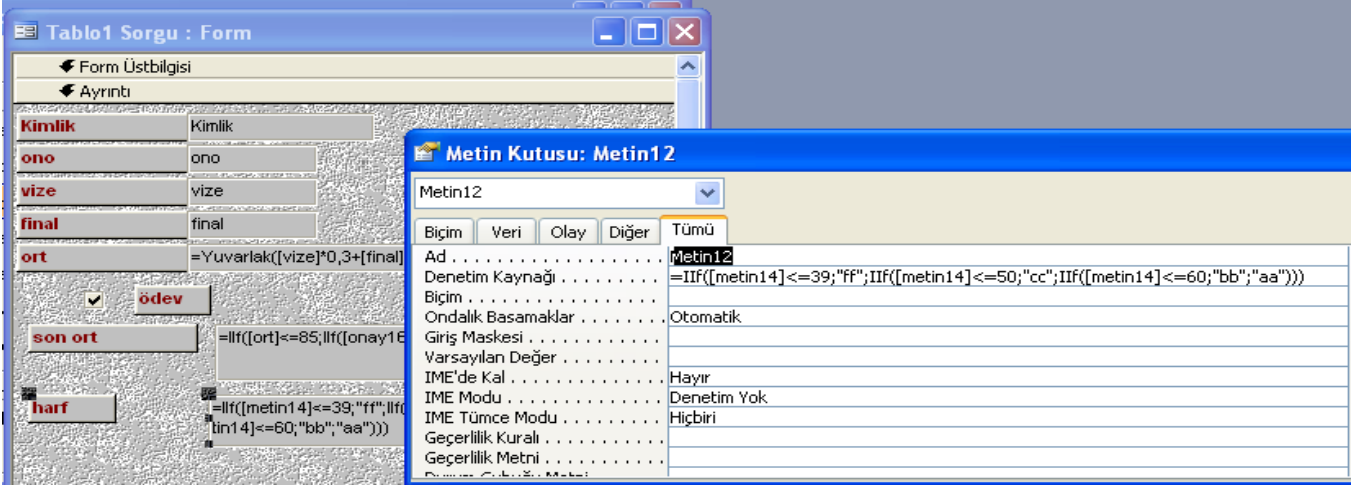 Tablo1 Sorgu : Form
Form Üstbilgisi
Ayrıntı
Kimlik Kimlik
ono ono
vize vize
final final
ort =Yuvarlak([vize]*0,3+[final]
ödev
son ort =IIf([ort]<=85;IIf([onay16
harf =IIf([metin14]<=39;"ff";IIf(
tin14]<=60;"bb";"aa")))
Metin Kutusu: Metin12
Metin12
Biçim Veri Olay Diğer Tümü
Ad . . . . . . . . . . . . . . . . . . . . Metin12
Denetim Kaynağı . . . . . . . . . =IIf([metin14]<=39;"ff";IIf([metin14]<=50;"cc";IIf([metin14]<=60;"bb";"aa")))
Biçim . . . . . . . . . . . . . . . . . .
Ondalık Basamaklar . . . . . . . . Otomatik
Giriş Maskesi . . . . . . . . . . . .
Varsayılan Değer . . . . . . . . .
IME'de Kal . . . . . . . . . . . . . . Hayır
IME Modu . . . . . . . . . . . . . . Denetim Yok
IME Tümce Modu . . . . . . . . . Hiçbiri
Geçerlilik Kuralı . . . . . . . . . . .
Geçerlilik Metni . . . . . . . . . . .